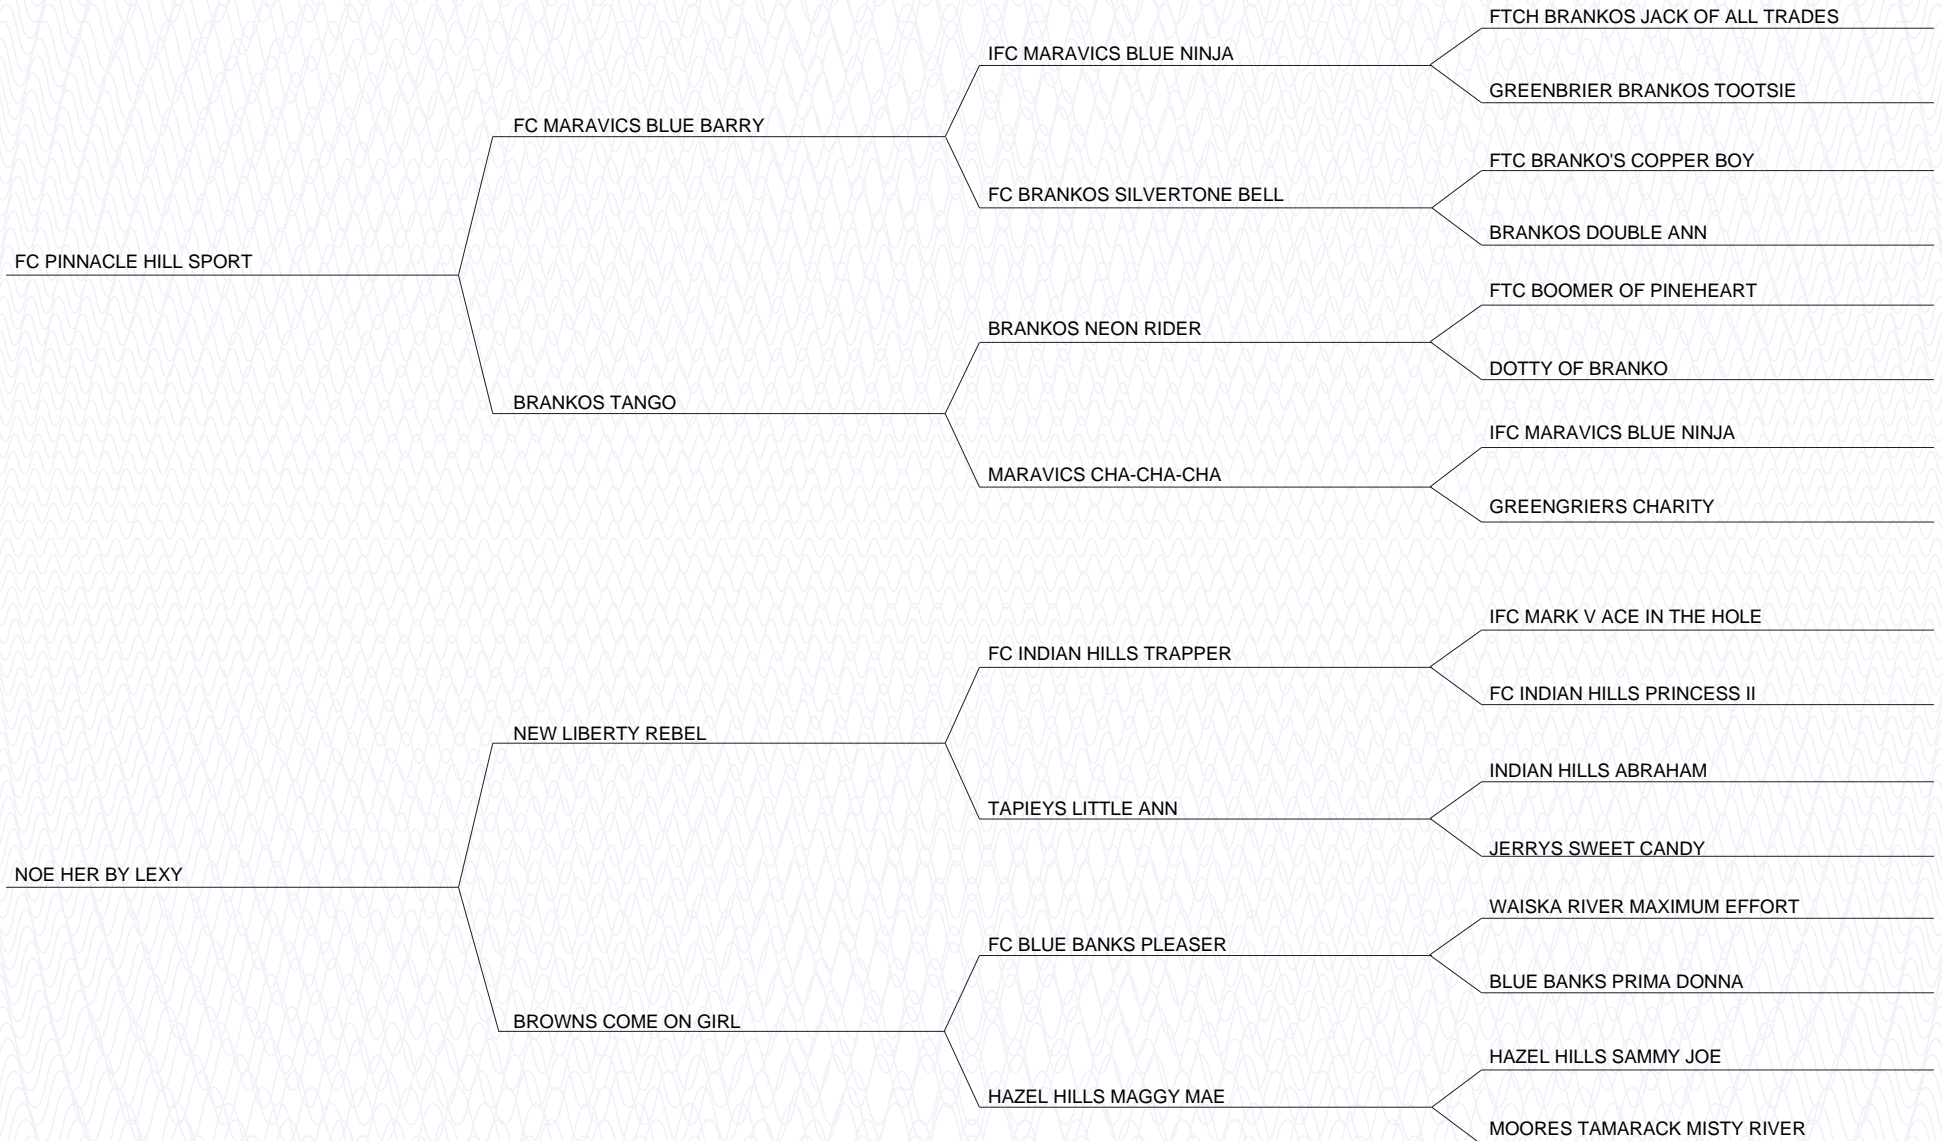 FTCH BRANKOS JACK OF ALL TRADES
IFC MARAVICS BLUE NINJA
GREENBRIER BRANKOS TOOTSIE
FC MARAVICS BLUE BARRY
FTC BRANKO'S COPPER BOY
FC BRANKOS SILVERTONE BELL
BRANKOS DOUBLE ANN
FC PINNACLE HILL SPORT
FTC BOOMER OF PINEHEART
BRANKOS NEON RIDER
DOTTY OF BRANKO
BRANKOS TANGO
IFC MARAVICS BLUE NINJA
MARAVICS CHA-CHA-CHA
GREENGRIERS CHARITY
IFC MARK V ACE IN THE HOLE
FC INDIAN HILLS TRAPPER
FC INDIAN HILLS PRINCESS II
NEW LIBERTY REBEL
INDIAN HILLS ABRAHAM
TAPIEYS LITTLE ANN
JERRYS SWEET CANDY
NOE HER BY LEXY
WAISKA RIVER MAXIMUM EFFORT
FC BLUE BANKS PLEASER
BLUE BANKS PRIMA DONNA
BROWNS COME ON GIRL
HAZEL HILLS SAMMY JOE
HAZEL HILLS MAGGY MAE
MOORES TAMARACK MISTY RIVER